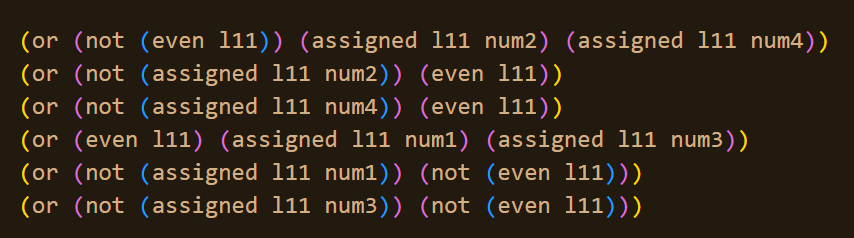 (or (not (even l11)) (assigned l11 num2) (assigned l11 num4))
(or (not (assigned l11 num2)) (even l11))
(or (not (assigned l11 num4)) (even l11))
(or (even l11) (assigned l11 num1) (assigned l11 num3))
(or (not (assigned l11 num1)) (not (even l11)))
(or (not (assigned l11 num3)) (not (even l11)))